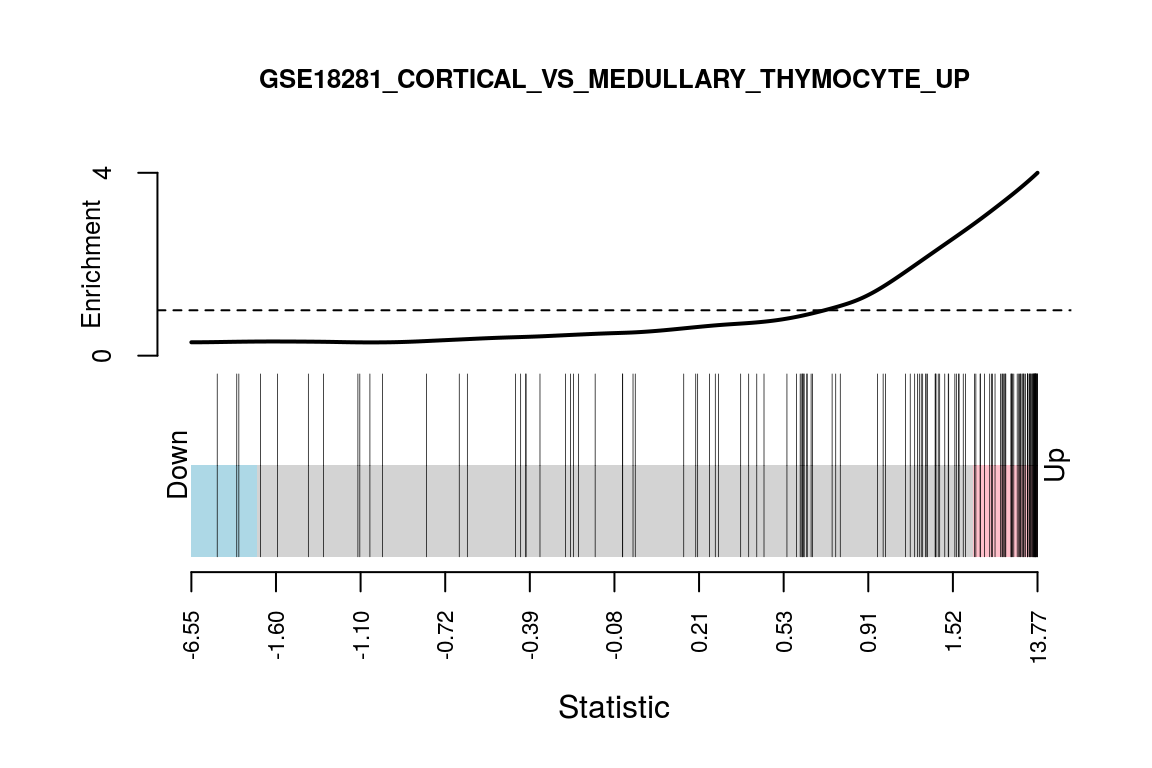 GSE18281_CORTICAL_VS_MEDULLARY_THYMOCYTE_UP
4
Enrichment
0
Down
Up
-6.55 -1.60 -1.10 -0.72 -0.39 -0.08 0.21 0.53 0.91 1.52 13.77
Statistic